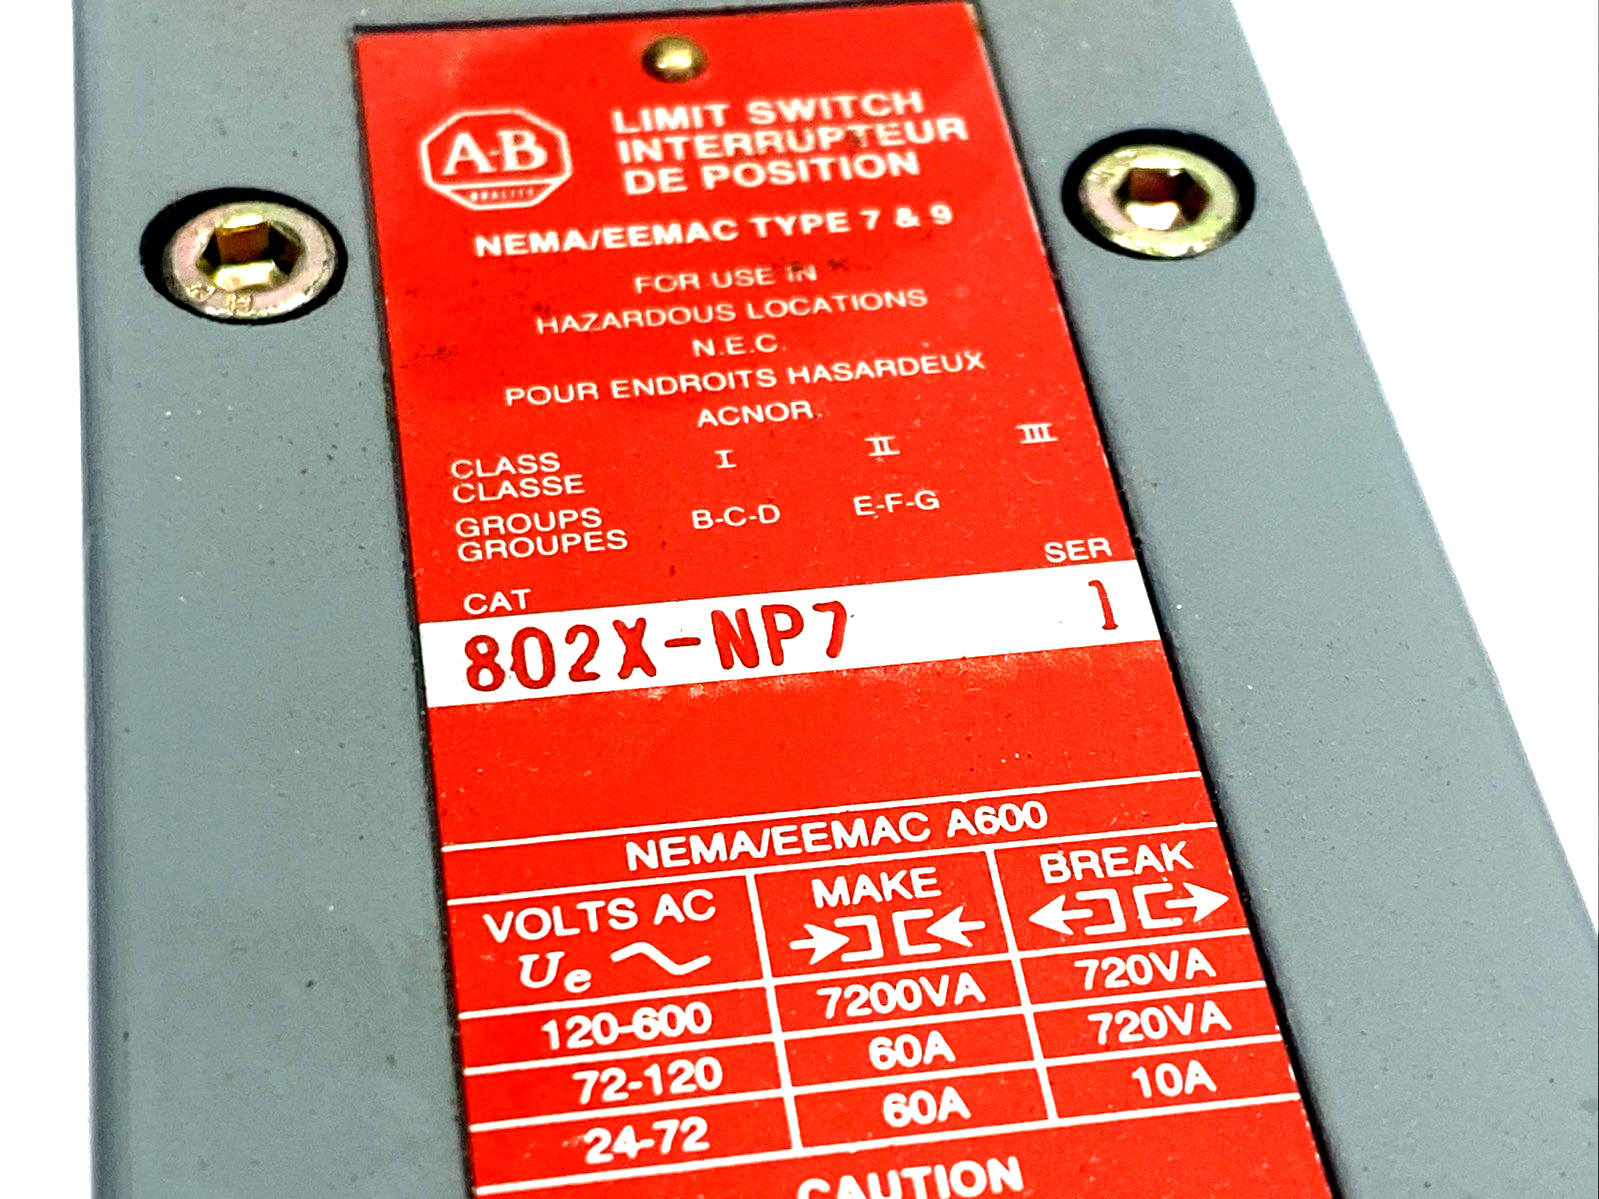 A-B
QUALITY
LIMIT SWITCH
INTERRUPTEUR
DE POSITION
NEMA/EEMAC TYPE 7 & 9
FOR USE IN
HAZARDOUS LOCATIONS
N.E.C.
POUR ENDROITS HASARDEUX
ACNOR.
CLASS I II III
CLASSE
GROUPS B-C-D E-F-G
GROUPES
CAT SER
802X-NP7 1
NEMA/EEMAC A600
VOLTS AC MAKE BREAK
Ue
120-600 7200VA 720VA
72-120 60A 720VA
24-72 60A 10A
CAUTION